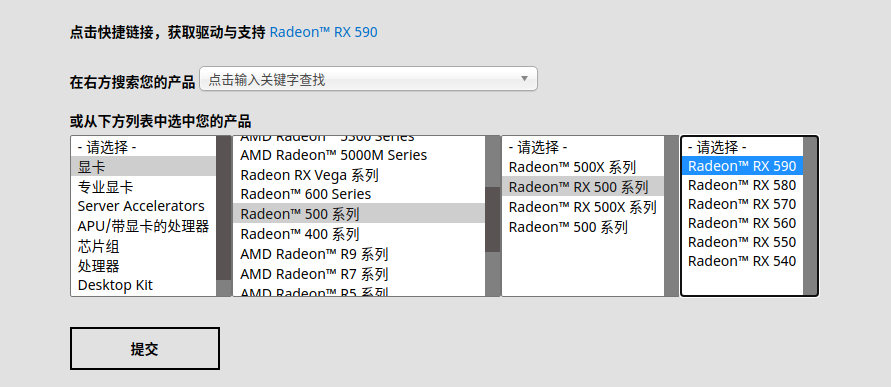 点击快捷链接，获取驱动与支持 Radeon™ RX 590
在右方搜索您的产品 点击输入关键字查找
或从下方列表中选中您的产品
- 请选择 -
显卡
专业显卡
Server Accelerators
APU/带显卡的处理器
芯片组
处理器
Desktop Kit
AMD Radeon™ 5300 Series
AMD Radeon™ 5000M Series
Radeon RX Vega 系列
Radeon™ 600 Series
Radeon™ 500 系列
Radeon™ 400 系列
AMD Radeon™ R9 系列
AMD Radeon™ R7 系列
AMD Radeon™ R5 系列
- 请选择 -
Radeon™ 500X 系列
Radeon™ RX 500 系列
Radeon™ RX 500X 系列
Radeon™ 500 系列
- 请选择 -
Radeon™ RX 590
Radeon™ RX 580
Radeon™ RX 570
Radeon™ RX 560
Radeon™ RX 550
Radeon™ RX 540
提交